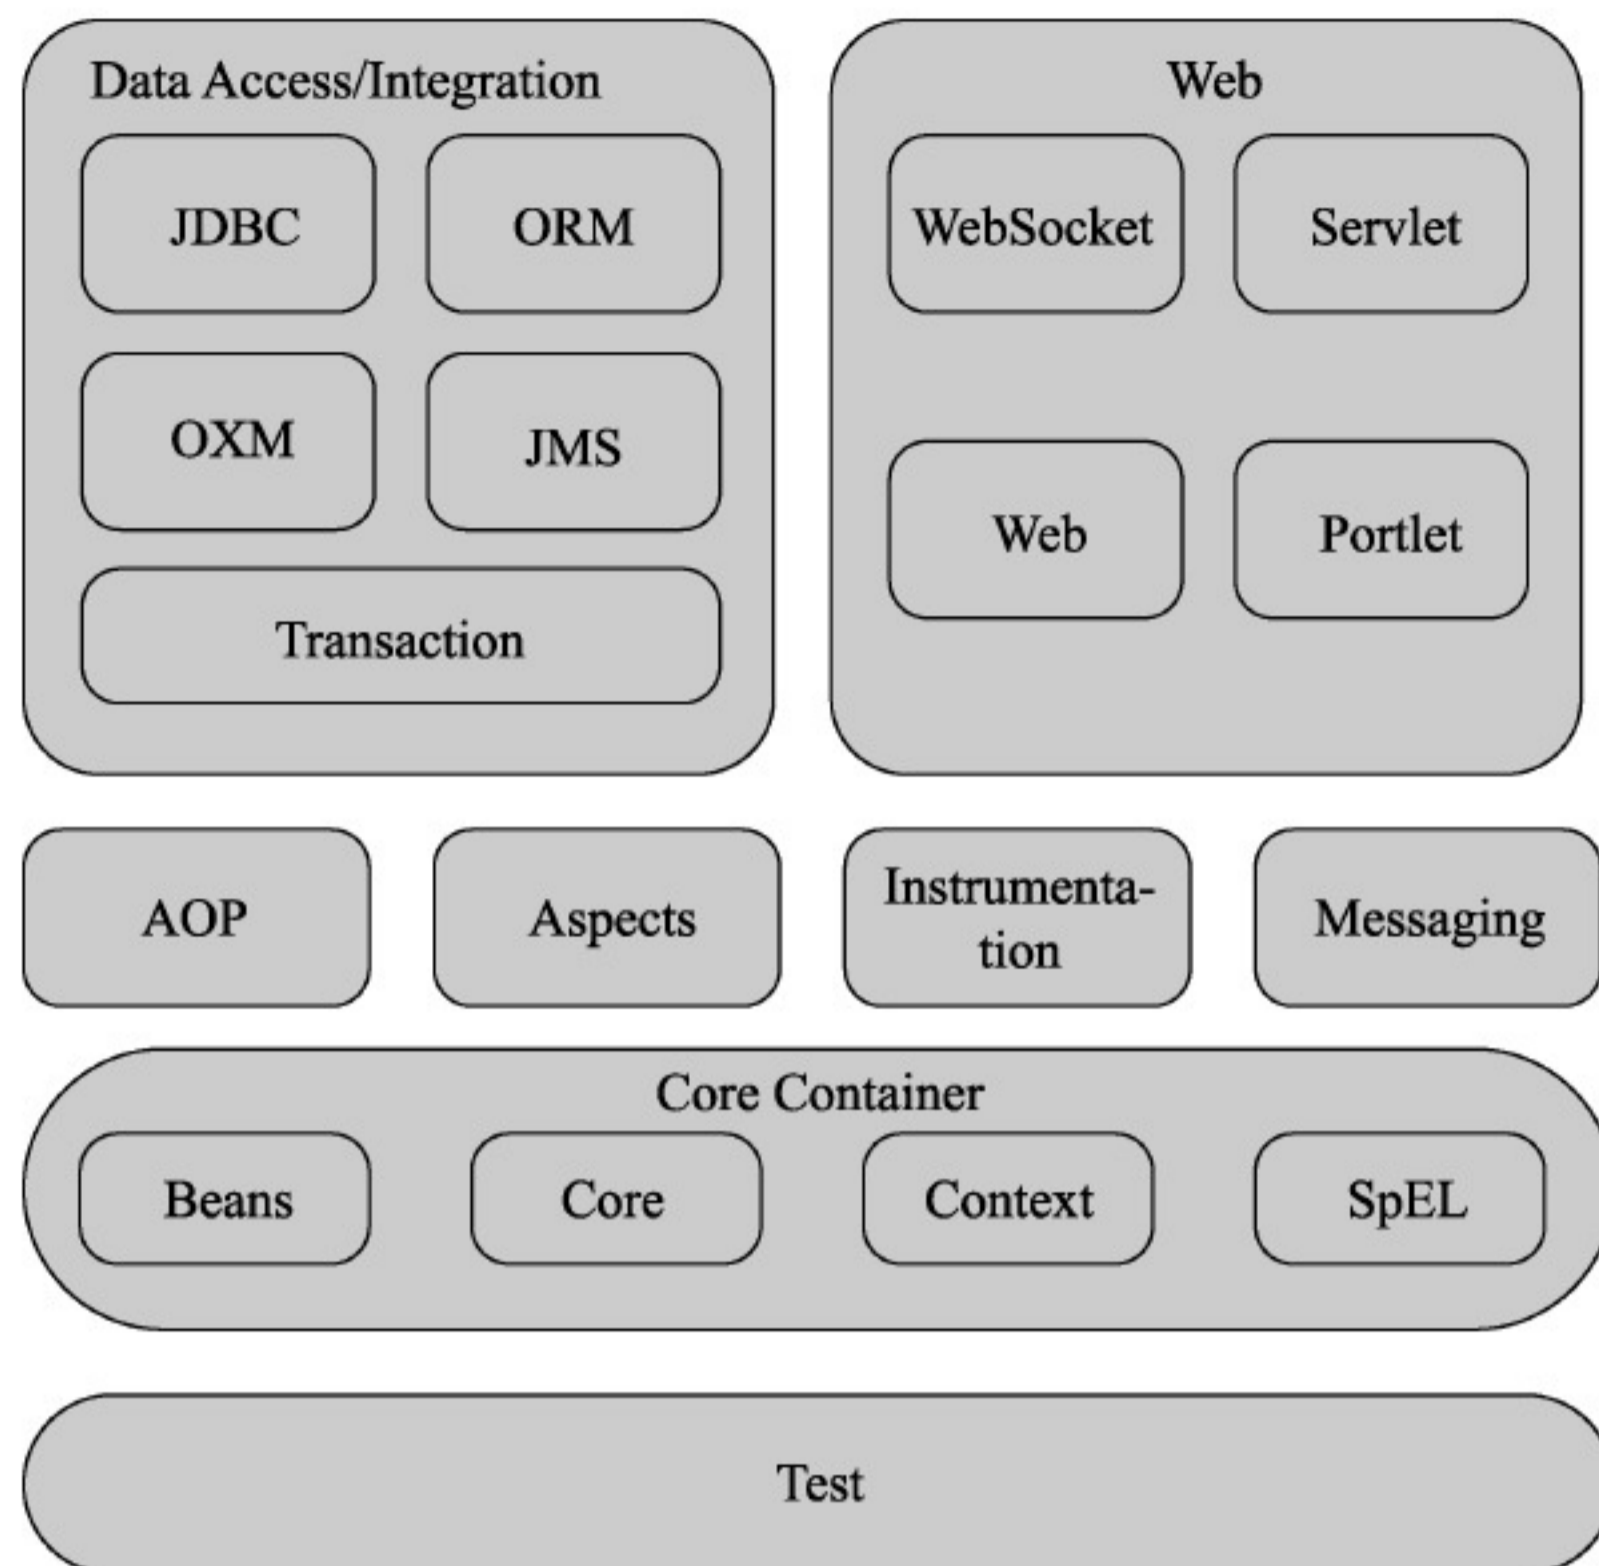 Data Access/Integration
JDBC
ORM
OXM
JMS
Transaction
Web
WebSocket
Servlet
Web
Portlet
AOP
Aspects
Instrumenta-
tion
Messaging
Core Container
Beans
Core
Context
SpEL
Test